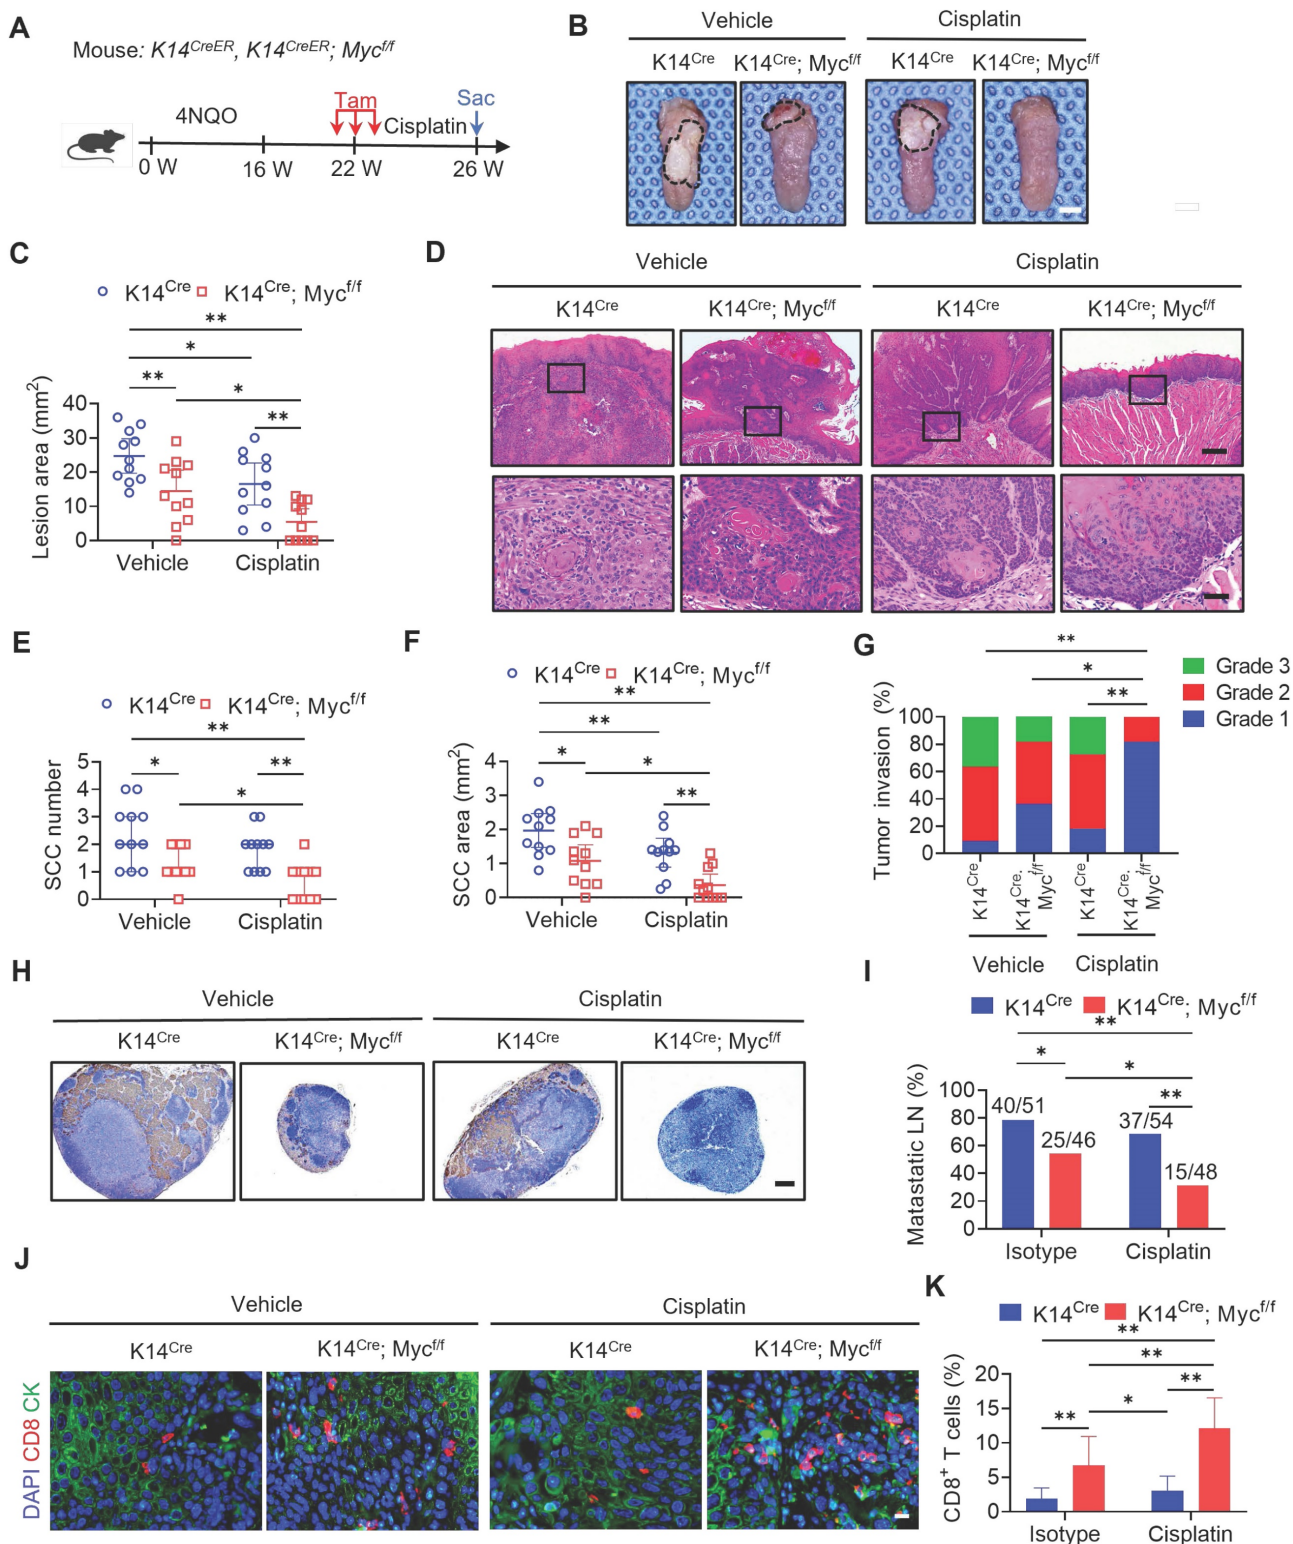 A
Mouse: K14CreER, K14CreER; Mycf/f
4NQO
Tam
Cisplatin
Sac
0 W
16 W
22 W
26 W
B
Vehicle
Cisplatin
K14Cre
K14Cre; Mycf/f
K14Cre
K14Cre; Mycf/f
C
K14Cre
K14Cre; Mycf/f
**
*
**
*
**
Lesion area (mm2)
40
30
20
10
0
Vehicle
Cisplatin
D
Vehicle
Cisplatin
K14Cre
K14Cre; Mycf/f
K14Cre
K14Cre; Mycf/f
E
K14Cre
K14Cre; Mycf/f
**
*
**
*
SCC number
5
4
3
2
1
0
Vehicle
Cisplatin
F
K14Cre
K14Cre; Mycf/f
**
**
*
*
**
SCC area (mm2)
4
3
2
1
0
Vehicle
Cisplatin
G
**
*
**
Grade 3
Grade 2
Grade 1
Tumor invasion (%)
100
80
60
40
20
0
K14Cre
K14Cre; Mycf/f
K14Cre
K14Cre; Mycf/f
Vehicle
Cisplatin
H
Vehicle
Cisplatin
K14Cre
K14Cre; Mycf/f
K14Cre
K14Cre; Mycf/f
I
K14Cre
K14Cre; Mycf/f
**
*
*
**
Matastatic LN (%)
100
80
60
40
20
0
40/51
25/46
37/54
15/48
Isotype
Cisplatin
J
Vehicle
Cisplatin
K14Cre
K14Cre; Mycf/f
K14Cre
K14Cre; Mycf/f
DAPI CD8 CK
K
K14Cre
K14Cre; Mycf/f
**
**
*
**
**
CD8+ T cells (%)
20
15
10
5
0
Isotype
Cisplatin